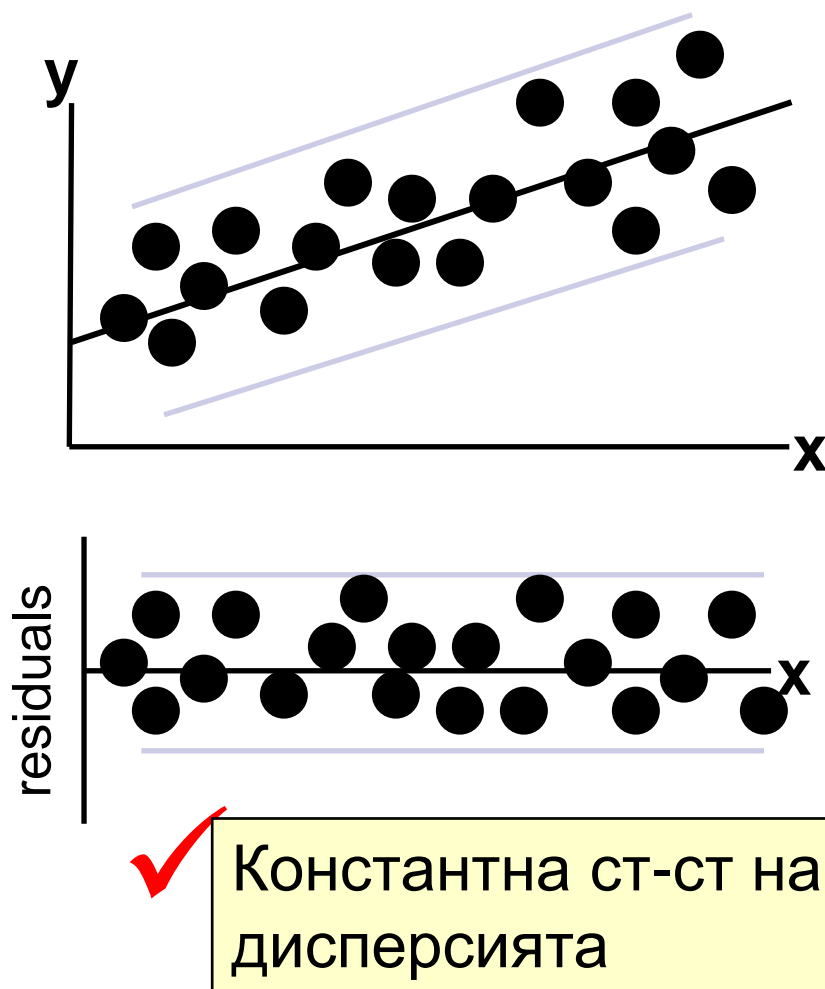 y
x
residuals
x
Константна ст-ст на
дисперсията